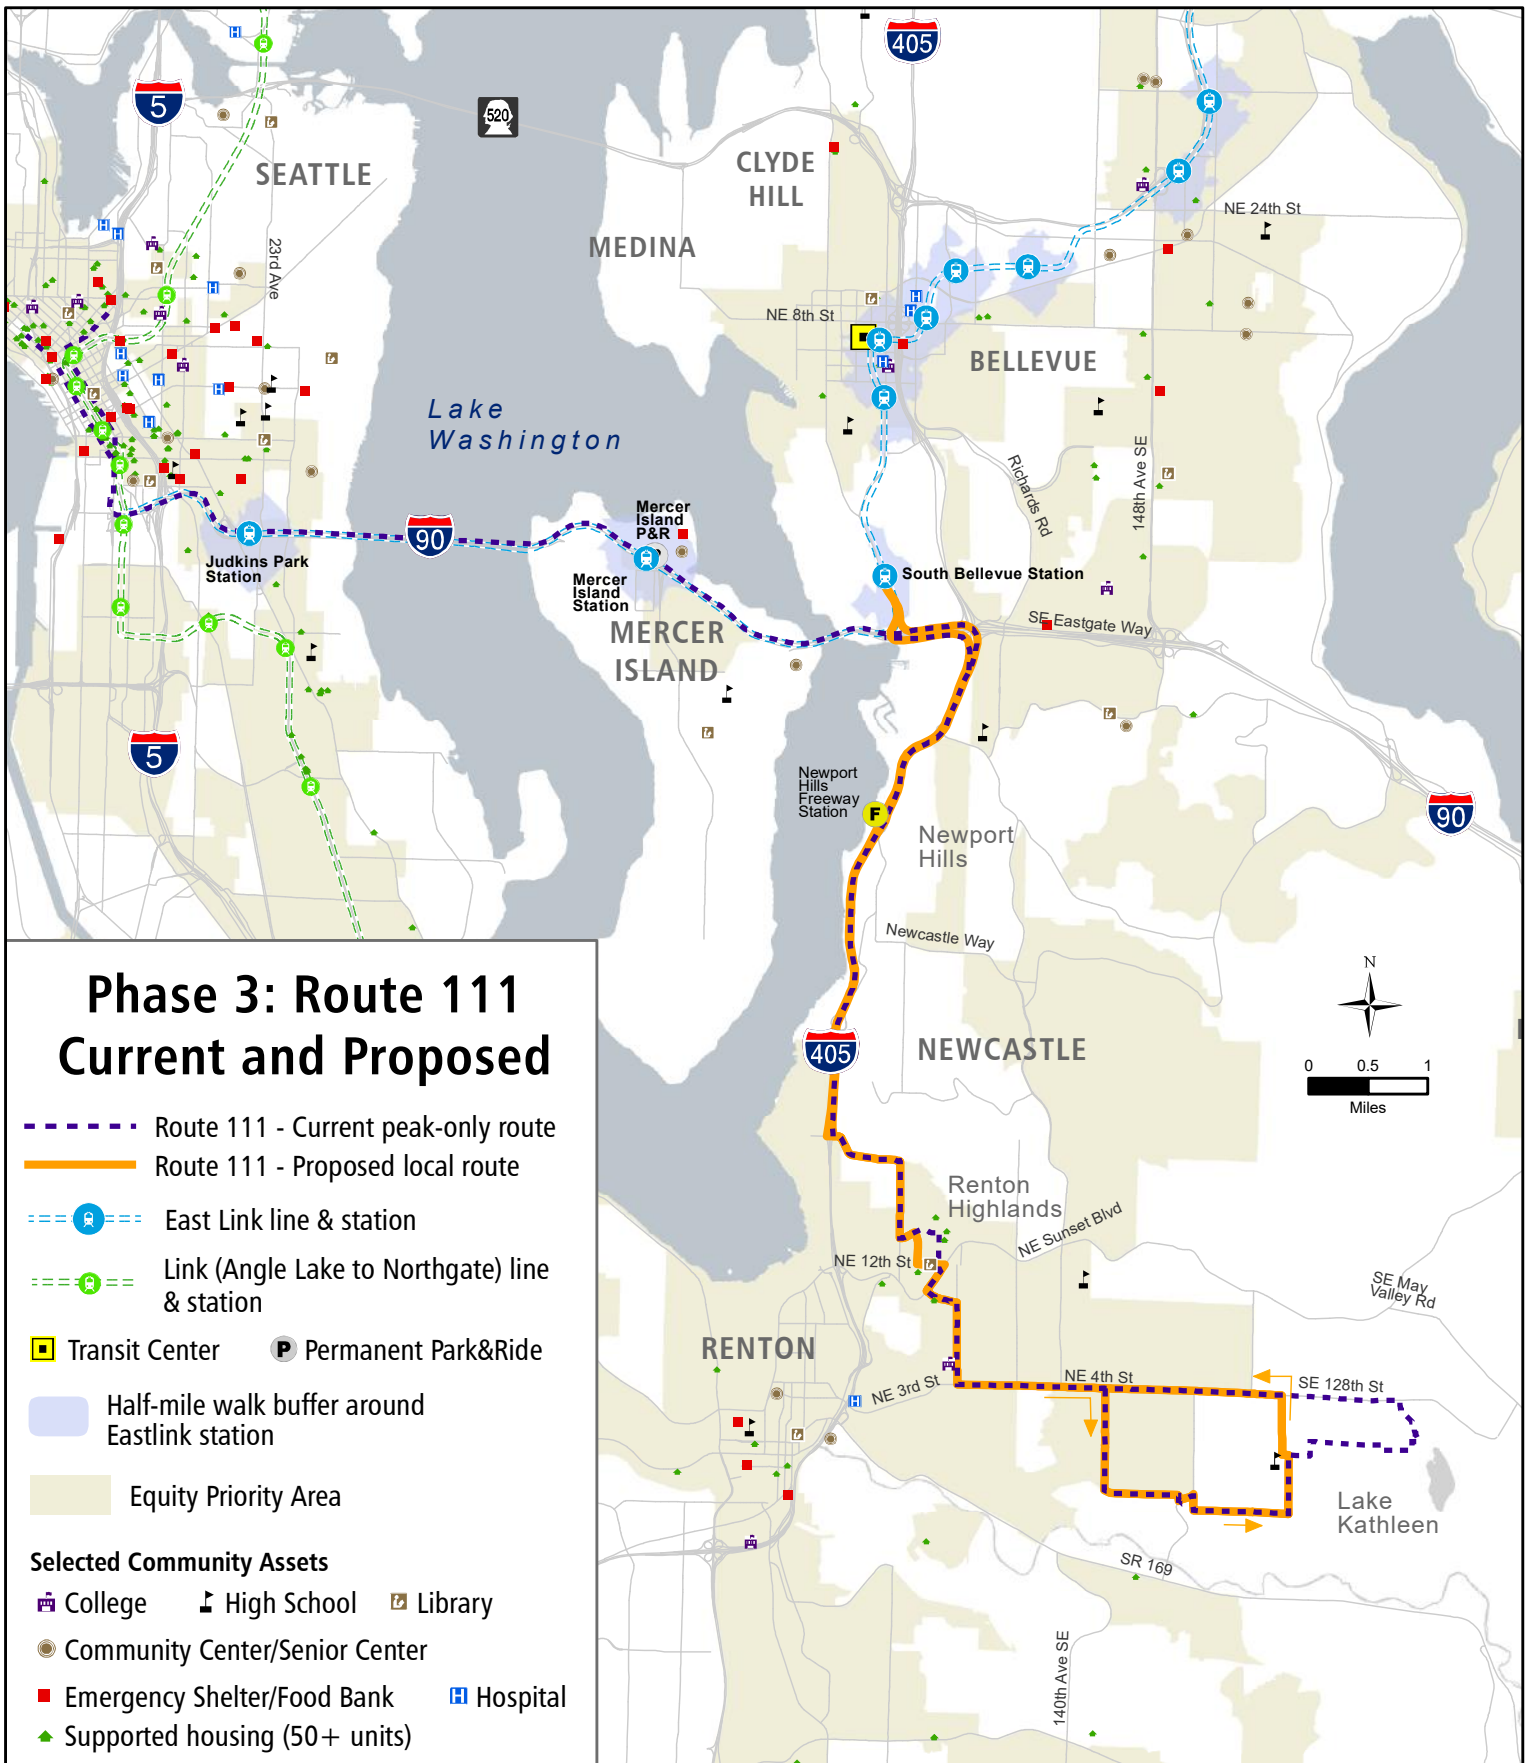 405
5
520
SEATTLE
CLYDE
HILL
MEDINA
NE 24th St
23rd Ave
NE 8th St
BELLEVUE
Lake
Washington
Richards Rd
148th Ave SE
Mercer
Island
P&R
90
Judkins Park
Station
Mercer
Island
Station
South Bellevue Station
MERCER
ISLAND
SE Eastgate Way
5
Newport
Hills
Freeway
Station
F
90
Newport
Hills
Newcastle Way
N
405
NEWCASTLE
0 0.5 1
Miles
Renton
Highlands
NE Sunset Blvd
NE 12th St
SE May
Valley Rd
RENTON
NE 3rd St
NE 4th St
SE 128th St
Lake
Kathleen
SR 169
140th Ave SE
Phase 3: Route 111
Current and Proposed
Route 111 - Current peak-only route
Route 111 - Proposed local route
East Link line & station
Link (Angle Lake to Northgate) line
& station
Transit Center
P Permanent Park&Ride
Half-mile walk buffer around
Eastlink station
Equity Priority Area
Selected Community Assets
College
High School
Library
Community Center/Senior Center
Emergency Shelter/Food Bank
H Hospital
Supported housing (50+ units)